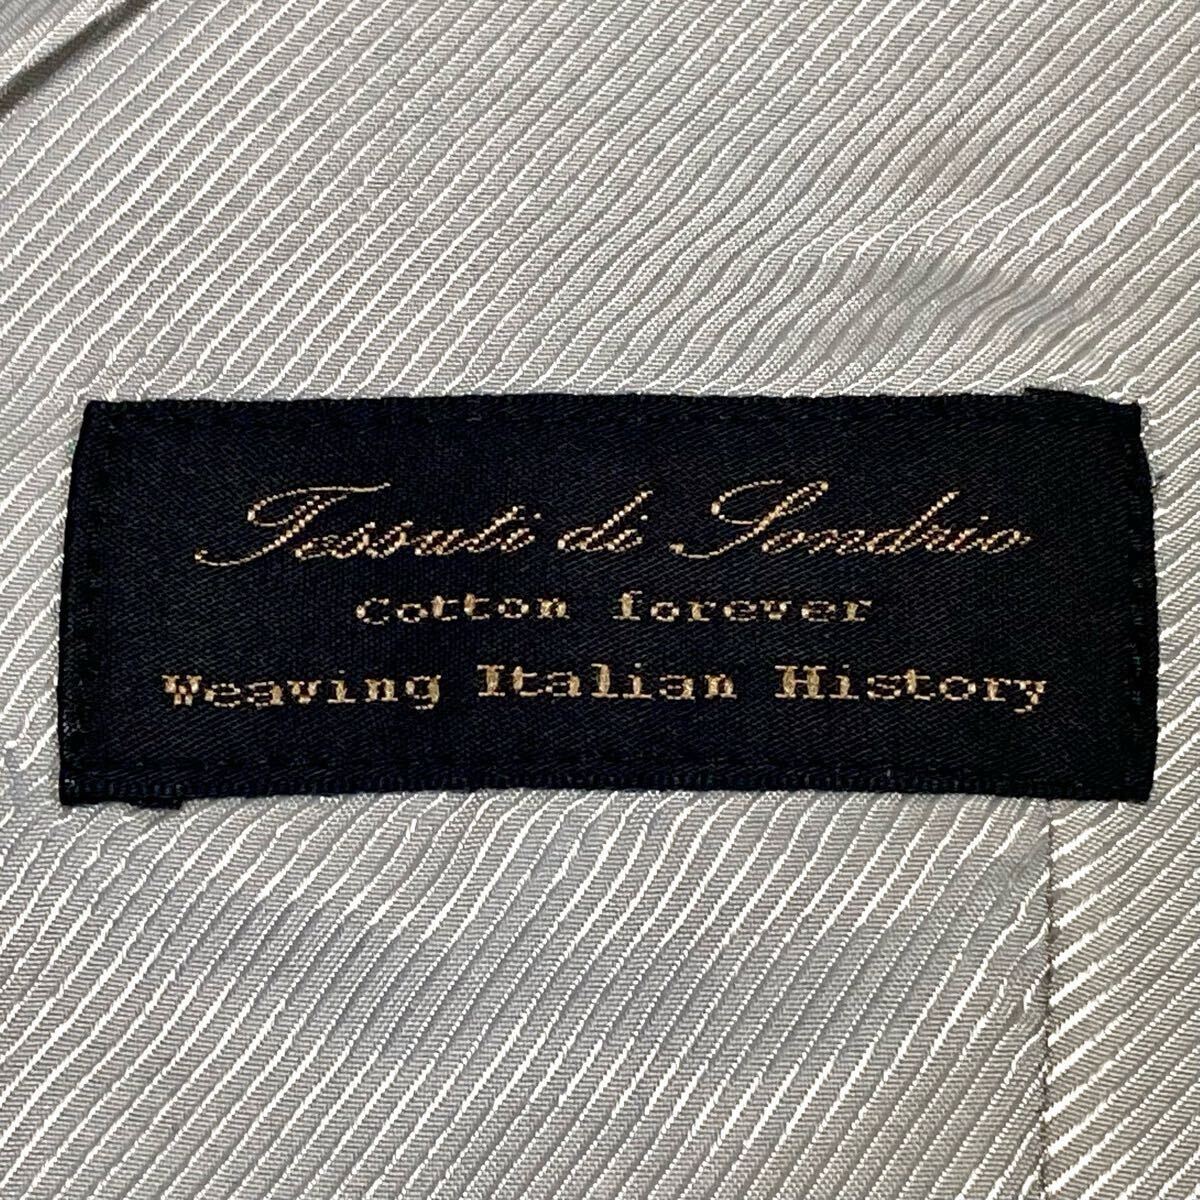 Tessuti di Sondrio
Cotton forever
Weaving Italian History